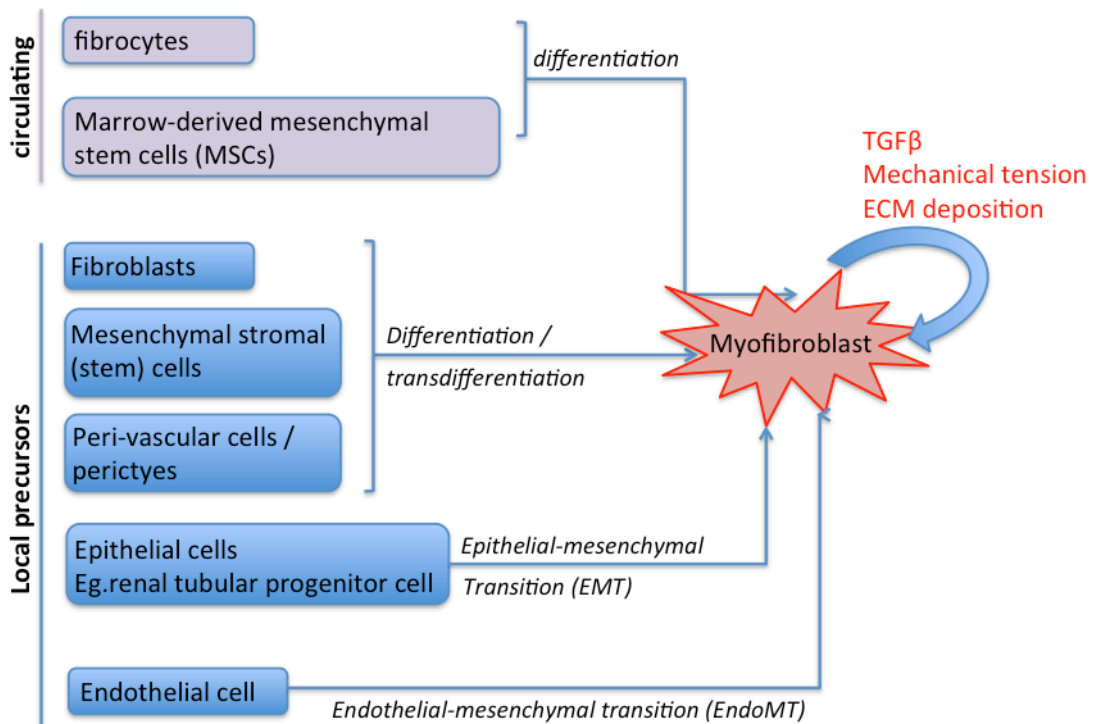 circulating
fibrocytes
differentiation
Marrow-derived mesenchymal
stem cells (MSCs)
TGFβ
Mechanical tension
ECM deposition
Local precursors
Fibroblasts
Mesenchymal stromal
(stem) cells
Differentiation /
transdifferentiation
Myofibroblast
Peri-vascular cells /
perictyes
Epithelial cells
Eg.renal tubular progenitor cell
Epithelial-mesenchymal
Transition (EMT)
Endothelial cell
Endothelial-mesenchymal transition (EndoMT)